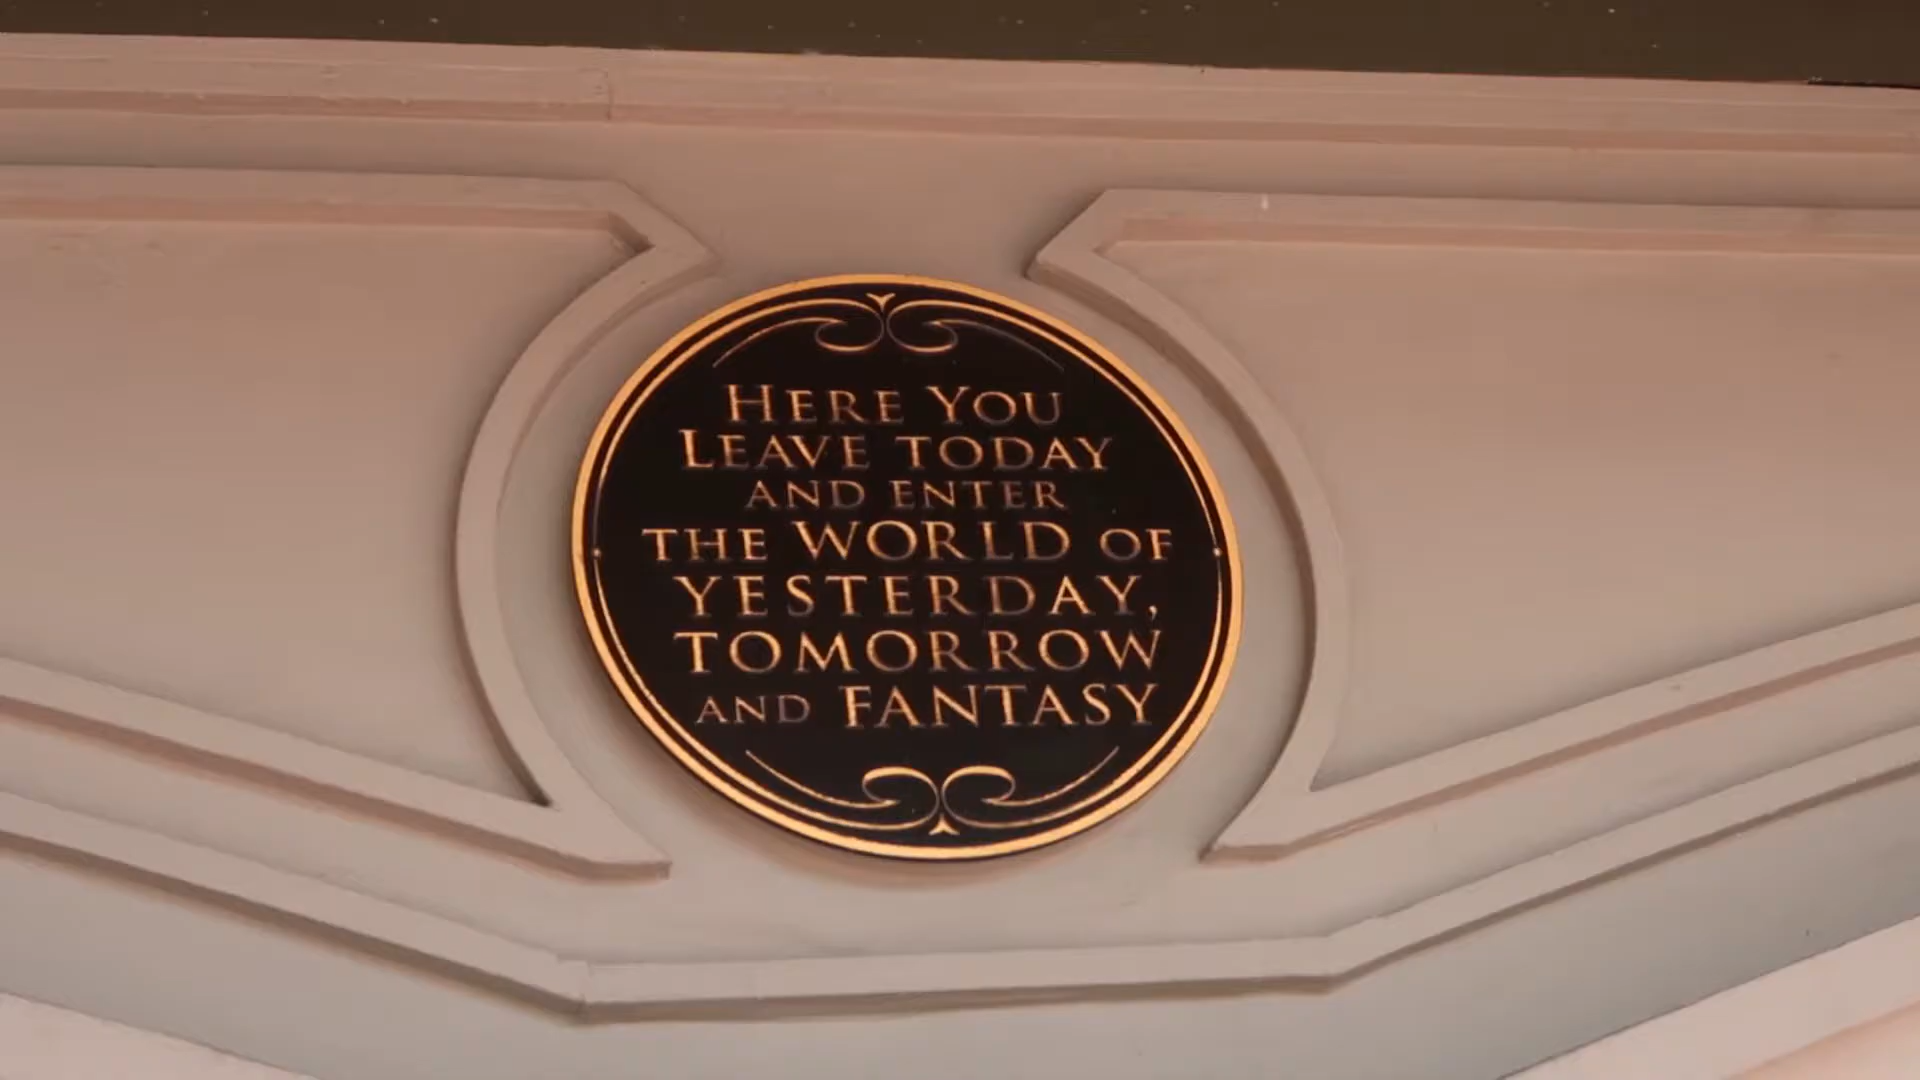 HERE YOU
LEAVE TODAY
AND ENTER
THE WORLD OF
YESTERDAY,
TOMORROW
AND FANTASY